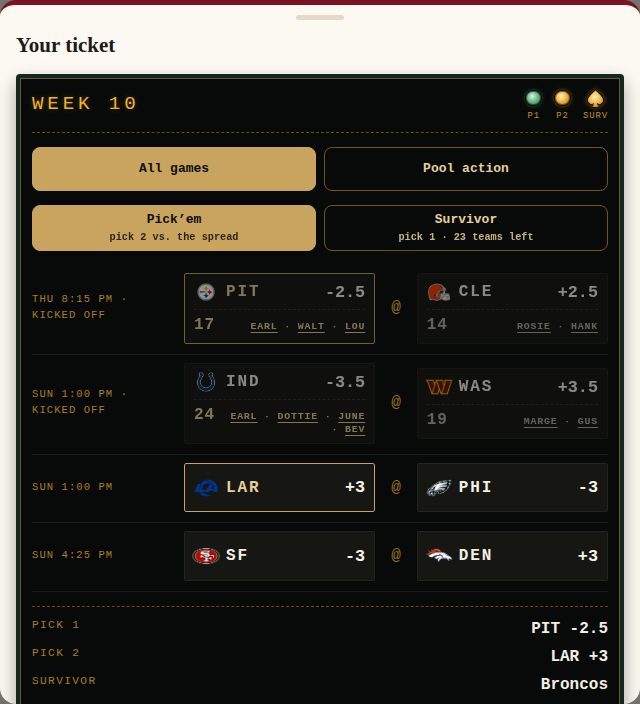 Your ticket
WEEK 10
P1 P2 SURV
All games
Pool action
Pick’em
pick 2 vs. the spread
Survivor
pick 1 · 23 teams left
THU 8:15 PM ·
KICKED OFF
PIT -2.5
17 EARL · WALT · LOU
@
CLE +2.5
14 ROSIE · HANK
SUN 1:00 PM ·
KICKED OFF
IND -3.5
24 EARL · DOTTIE · JUNE
· BEV
@
WAS +3.5
19 MARGE · GUS
SUN 1:00 PM
LAR +3
@
PHI -3
SUN 4:25 PM
SF -3
@
DEN +3
PICK 1 PIT -2.5
PICK 2 LAR +3
SURVIVOR Broncos